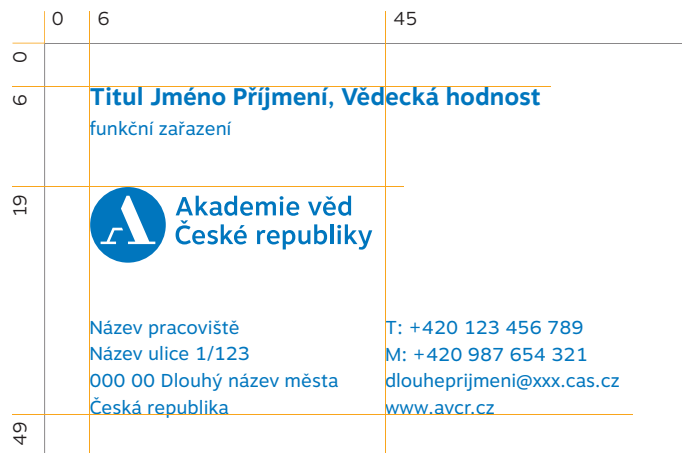 0 6 45
0
6
Titul Jméno Příjmení, Vědecká hodnost
funkční zařazení
19
Akademie věd
České republiky
Název pracoviště
Název ulice 1/123
000 00 Dlouhý název města
Česká republika
T: +420 123 456 789
M: +420 987 654 321
dlouheprijmeni@xxx.cas.cz
www.avcr.cz
49